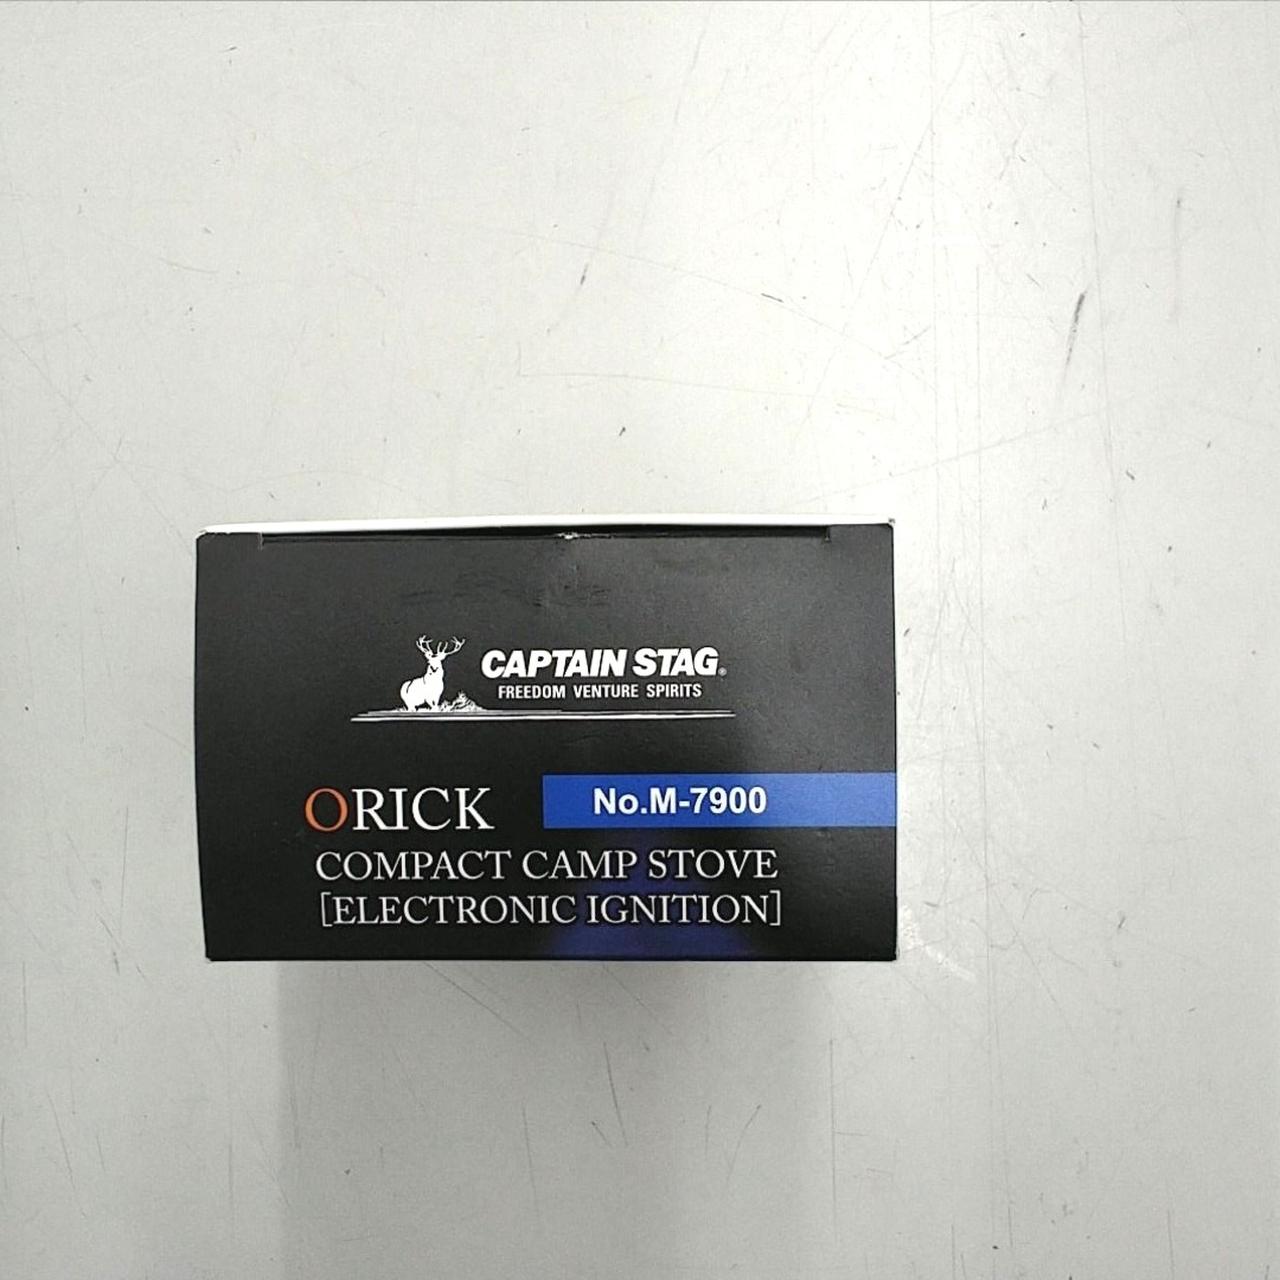 CAPTAIN STAG®
FREEDOM VENTURE SPIRITS
ORICK
No.M-7900
COMPACT CAMP STOVE
[ELECTRONIC IGNITION]